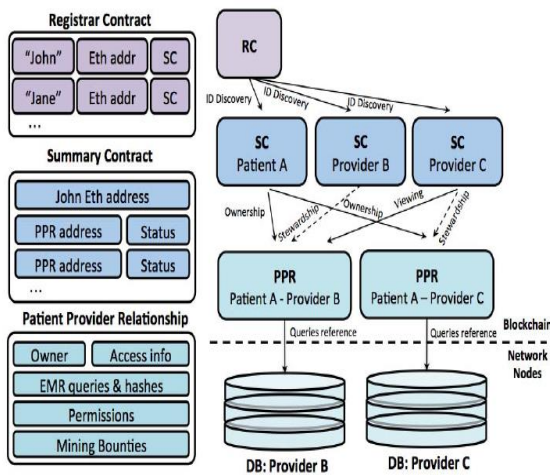 Registrar Contract
"John" Eth addr SC
"Jane" Eth addr SC
...
Summary Contract
John Eth address
PPR address Status
PPR address Status
...
Patient Provider Relationship
Owner Access info
EMR queries & hashes
Permissions
Mining Bounties
RC
ID Discovery ID Discovery ID Discovery
SC
Patient A
SC
Provider B
SC
Provider C
Ownership Stewardship Ownership Viewing Stewardship
PPR
Patient A - Provider B
PPR
Patient A – Provider C
Queries reference Queries reference
Blockchain
Network
Nodes
DB: Provider B DB: Provider C